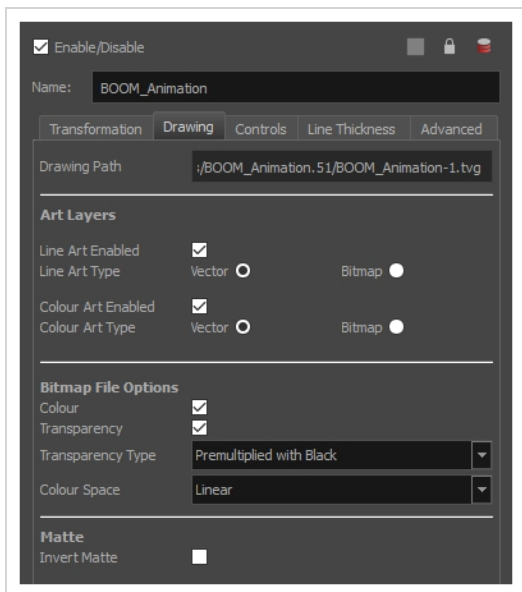 Enable/Disable
Name: BOOM_Animation
Transformation Drawing Controls Line Thickness Advanced
Drawing Path :/BOOM_Animation.51/BOOM_Animation-1.tvg
Art Layers
Line Art Enabled
Line Art Type Vector Bitmap
Colour Art Enabled
Colour Art Type Vector Bitmap
Bitmap File Options
Colour
Transparency
Transparency Type Premultiplied with Black
Colour Space Linear
Matte
Invert Matte